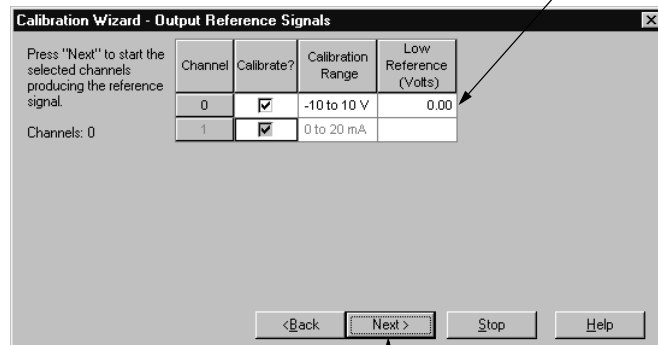 Calibration Wizard - Output Reference Signals
Press "Next" to start the
selected channels
producing the reference
signal.
Channels: 0
Channel Calibrate? Calibration Range Low Reference (Volts)
0 -10 to 10 V 0.00
1 0 to 20 mA
<Back Next > Stop Help